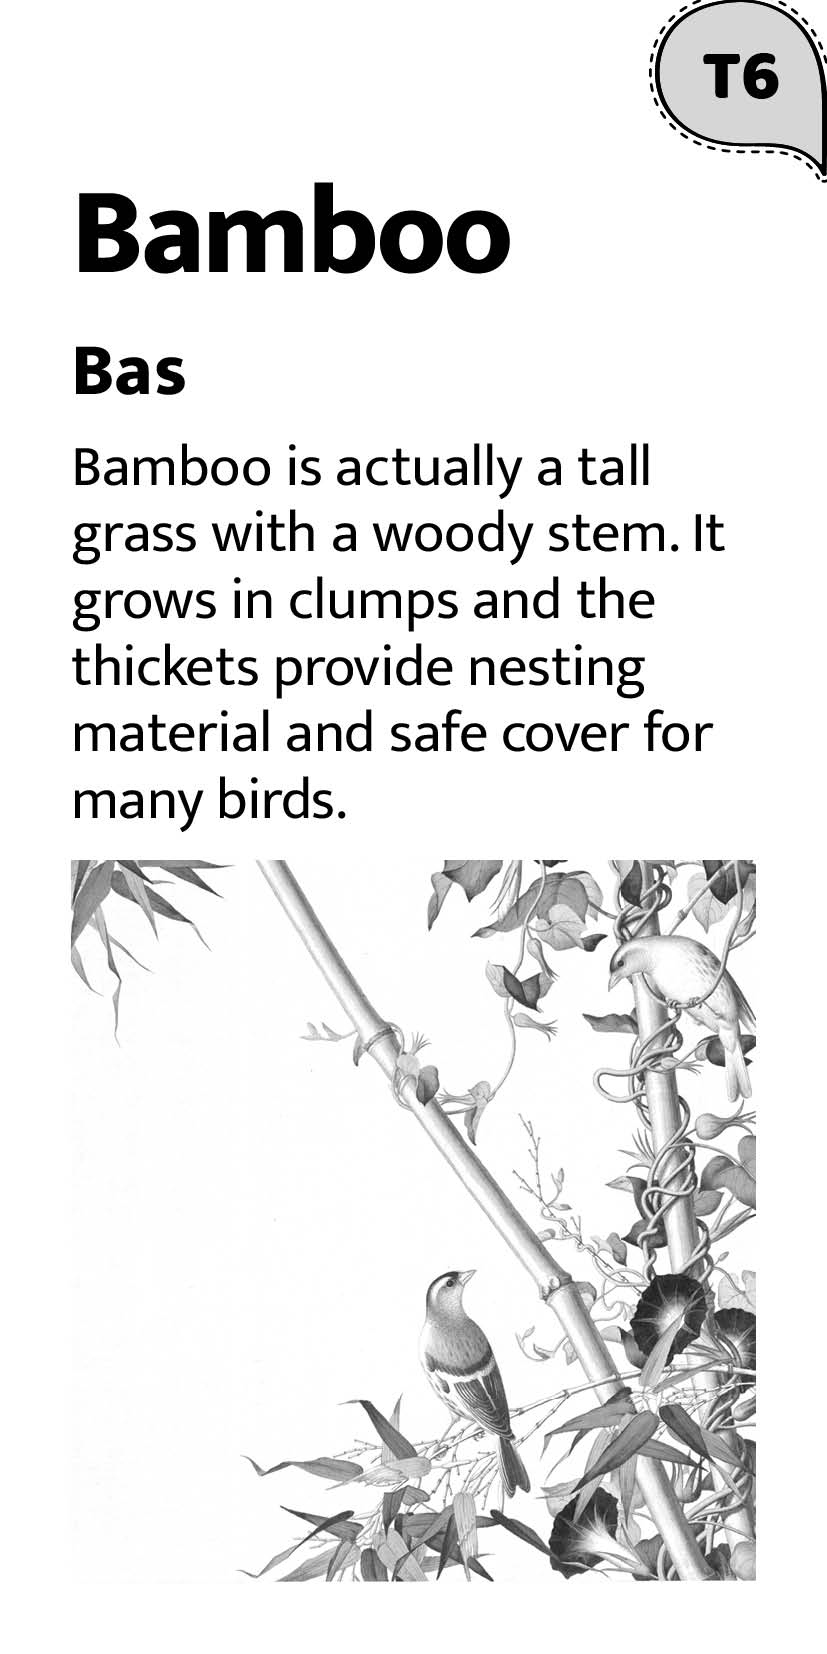 T6
Bamboo
Bas
Bamboo is actually a tall
grass with a woody stem. It
grows in clumps and the
thickets provide nesting
material and safe cover for
many birds.